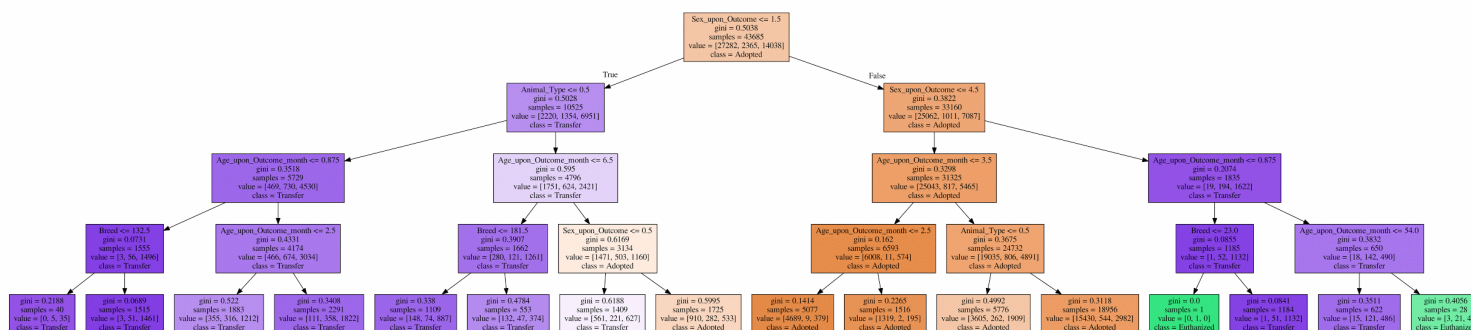 Sex_upon_Outcome <= 1.5
gini = 0.5038
samples = 43685
value = [27282, 2365, 14038]
class = Adopted
True
False
Animal_Type <= 0.5
gini = 0.5028
samples = 10525
value = [2220, 1354, 6951]
class = Transfer
Sex_upon_Outcome <= 4.5
gini = 0.3822
samples = 33160
value = [25062, 1011, 7087]
class = Adopted
Age_upon_Outcome_month <= 0.875
gini = 0.3518
samples = 5729
value = [469, 730, 4530]
class = Transfer
Age_upon_Outcome_month <= 6.5
gini = 0.595
samples = 4796
value = [1751, 624, 2421]
class = Transfer
Age_upon_Outcome_month <= 3.5
gini = 0.3298
samples = 31325
value = [25043, 817, 5465]
class = Adopted
Age_upon_Outcome_month <= 0.875
gini = 0.2074
samples = 1835
value = [19, 194, 1622]
class = Transfer
Breed <= 132.5
gini = 0.0731
samples = 1555
value = [3, 56, 1496]
class = Transfer
Age_upon_Outcome_month <= 2.5
gini = 0.4331
samples = 4174
value = [466, 674, 3034]
class = Transfer
Breed <= 181.5
gini = 0.3907
samples = 1662
value = [280, 121, 1261]
class = Transfer
Sex_upon_Outcome <= 0.5
gini = 0.6169
samples = 3134
value = [1471, 503, 1160]
class = Adopted
Age_upon_Outcome_month <= 2.5
gini = 0.162
samples = 6593
value = [6008, 11, 574]
class = Adopted
Animal_Type <= 0.5
gini = 0.3675
samples = 24732
value = [19035, 806, 4891]
class = Adopted
Breed <= 23.0
gini = 0.0855
samples = 1185
value = [1, 52, 1132]
class = Transfer
Age_upon_Outcome_month <= 54.0
gini = 0.3832
samples = 650
value = [18, 142, 490]
class = Transfer
gini = 0.2188
samples = 40
value = [0, 5, 35]
class = Transfer
gini = 0.0689
samples = 1515
value = [3, 51, 1461]
class = Transfer
gini = 0.522
samples = 1883
value = [355, 316, 1212]
class = Transfer
gini = 0.3408
samples = 2291
value = [111, 358, 1822]
class = Transfer
gini = 0.338
samples = 1109
value = [148, 74, 887]
class = Transfer
gini = 0.4784
samples = 553
value = [132, 47, 374]
class = Transfer
gini = 0.6188
samples = 1409
value = [561, 221, 627]
class = Transfer
gini = 0.5995
samples = 1725
value = [910, 282, 533]
class = Adopted
gini = 0.1414
samples = 5077
value = [4689, 9, 379]
class = Adopted
gini = 0.2265
samples = 1516
value = [1319, 2, 195]
class = Adopted
gini = 0.4992
samples = 5776
value = [3605, 262, 1909]
class = Adopted
gini = 0.3118
samples = 18956
value = [15430, 544, 2982]
class = Adopted
gini = 0.0
samples = 1
value = [0, 1, 0]
class = Euthanized
gini = 0.0841
samples = 1184
value = [1, 51, 1132]
class = Transfer
gini = 0.3511
samples = 622
value = [15, 121, 486]
class = Transfer
gini = 0.4056
samples = 28
value = [3, 21, 4
class = Euthanize